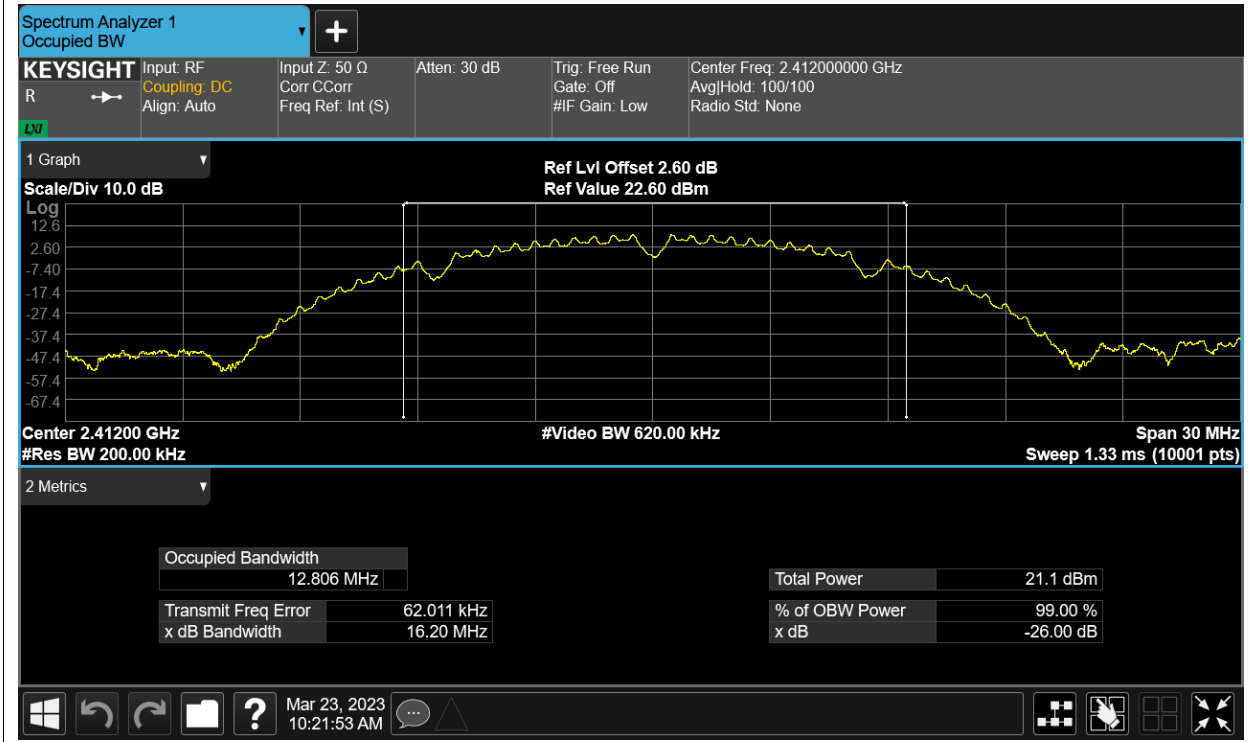 Spectrum Analyzer 1
Occupied BW
KEYSIGHT
R
LXI
Input: RF
Coupling: DC
Align: Auto
Input Z: 50 Ω
Corr CCorr
Freq Ref: Int (S)
Atten: 30 dB
Trig: Free Run
Gate: Off
#IF Gain: Low
Center Freq: 2.412000000 GHz
Avg|Hold: 100/100
Radio Std: None
1 Graph
Scale/Div 10.0 dB
Ref Lvl Offset 2.60 dB
Ref Value 22.60 dBm
Log
12.6
2.60
-7.40
-17.4
-27.4
-37.4
-47.4
-57.4
-67.4
Center 2.41200 GHz
#Video BW 620.00 kHz
Span 30 MHz
#Res BW 200.00 kHz
Sweep 1.33 ms (10001 pts)
2 Metrics
Occupied Bandwidth
12.806 MHz
Total Power 21.1 dBm
Transmit Freq Error 62.011 kHz
% of OBW Power 99.00 %
x dB Bandwidth 16.20 MHz
x dB -26.00 dB
?
Mar 23, 2023
10:21:53 AM